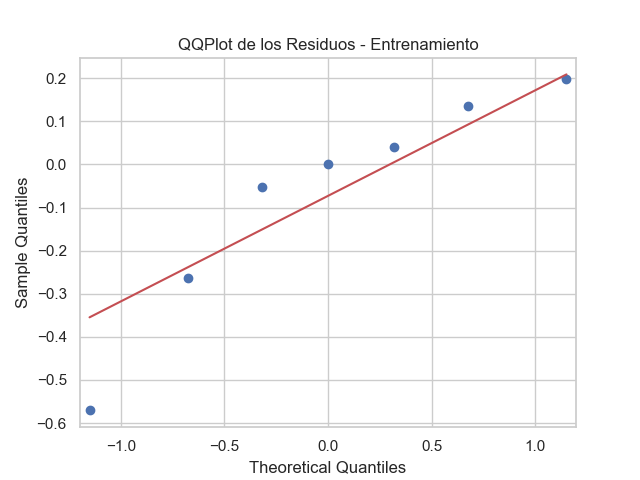 QQPlot de los Residuos - Entrenamiento
0.2
0.1
0.0
−0.1
−0.2
−0.3
−0.4
−0.5
−0.6
Sample Quantiles
−1.0 −0.5 0.0 0.5 1.0
Theoretical Quantiles